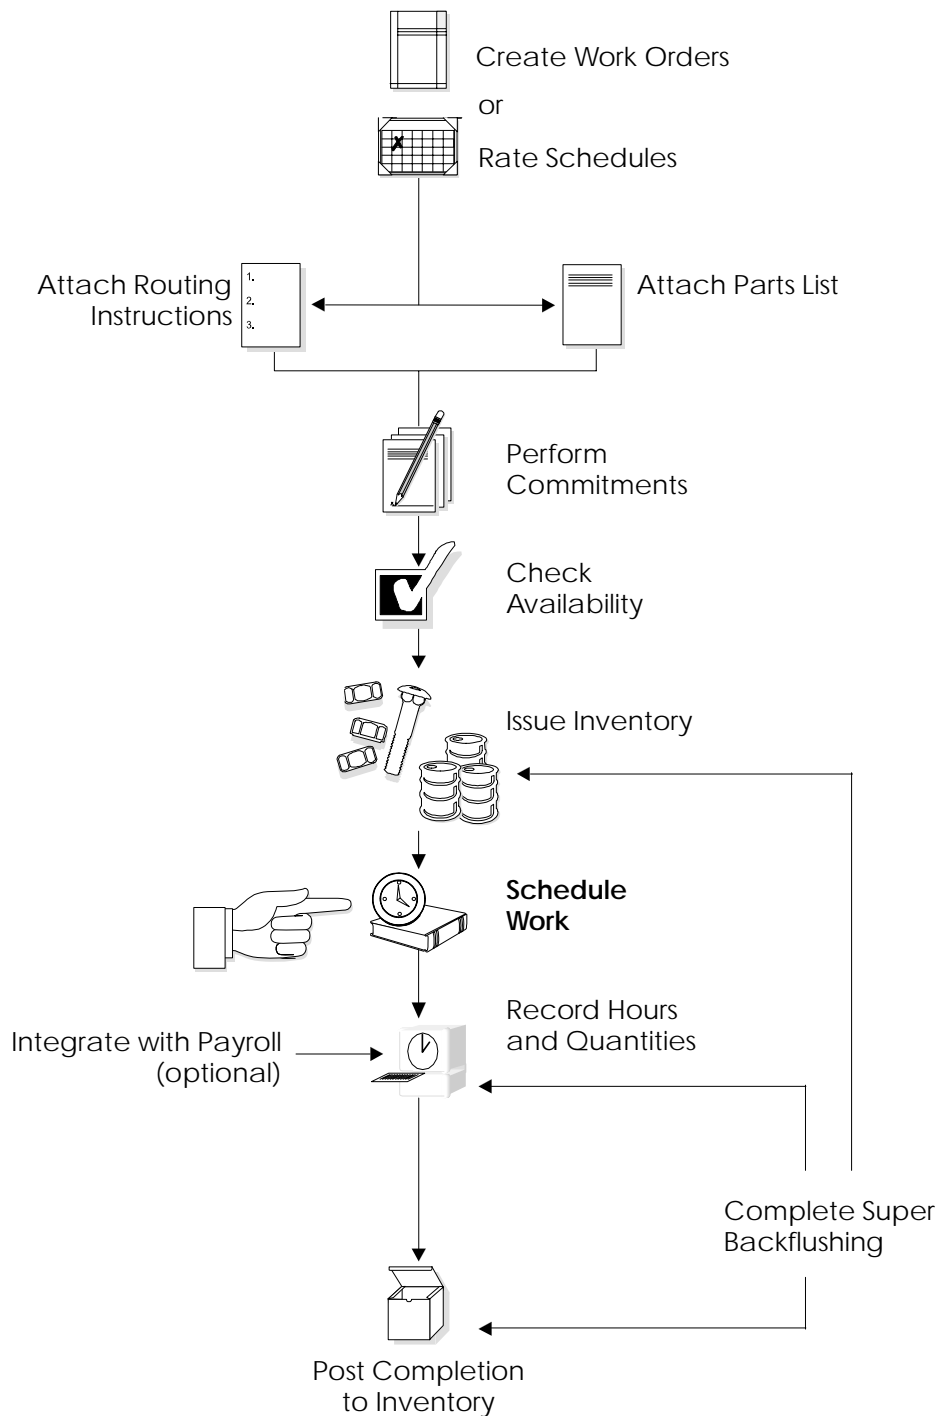 Create Work Orders
or
Rate Schedules
Attach Routing
Instructions
1.
2.
3.
Attach Parts List
Perform
Commitments
Check
Availability
Issue Inventory
Schedule
Work
Record Hours
and Quantities
Integrate with Payroll
(optional)
Complete Super
Backflushing
Post Completion
to Inventory